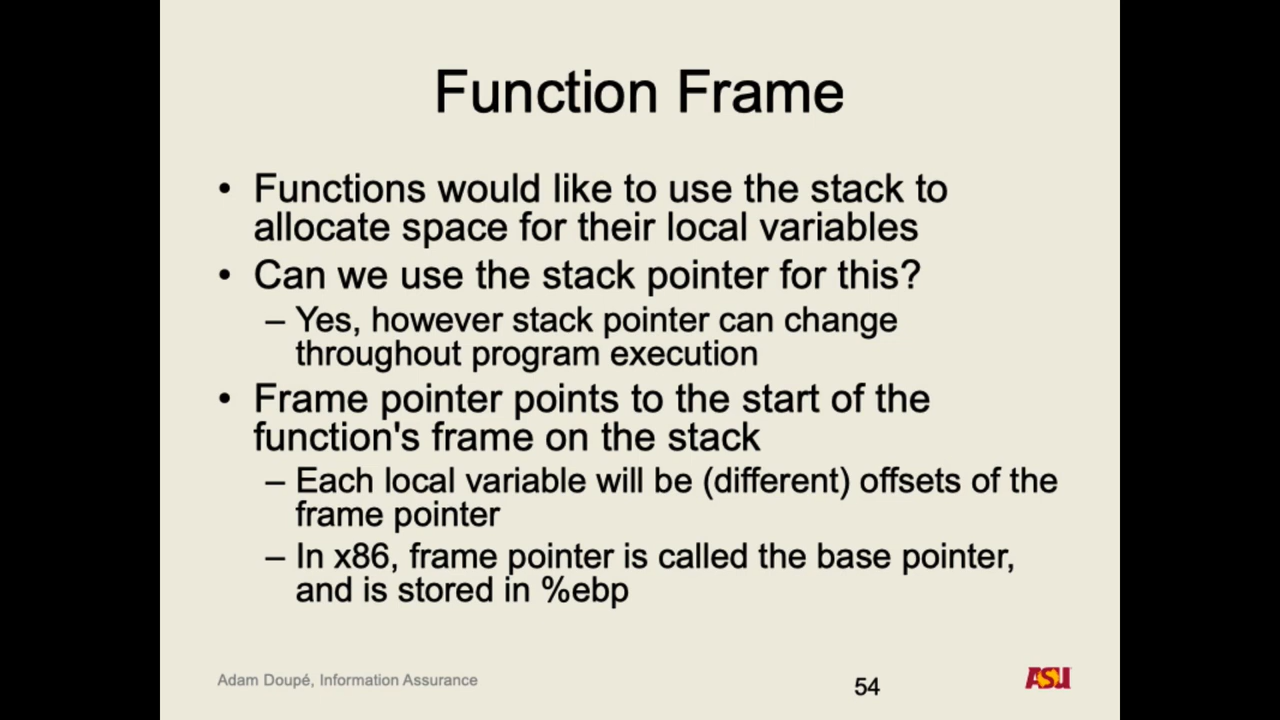 Function Frame
• Functions would like to use the stack to
allocate space for their local variables
• Can we use the stack pointer for this?
– Yes, however stack pointer can change
throughout program execution
• Frame pointer points to the start of the
function's frame on the stack
– Each local variable will be (different) offsets of the
frame pointer
– In x86, frame pointer is called the base pointer,
and is stored in %ebp
Adam Doupé, Information Assurance
54
ASU